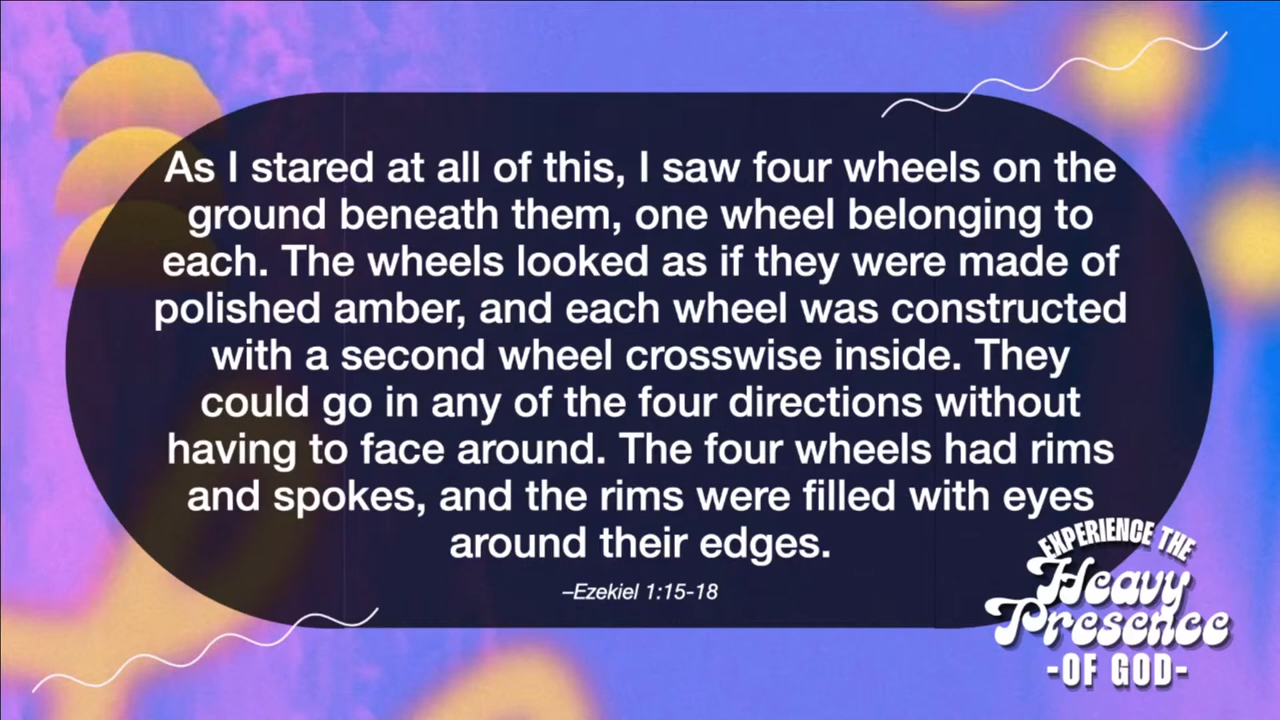 As I stared at all of this, I saw four wheels on the
ground beneath them, one wheel belonging to
each. The wheels looked as if they were made of
polished amber, and each wheel was constructed
with a second wheel crosswise inside. They
could go in any of the four directions without
having to face around. The four wheels had rims
and spokes, and the rims were filled with eyes
around their edges.
–Ezekiel 1:15-18
EXPERIENCE THE
Heavy
Presence
-OF GOD-